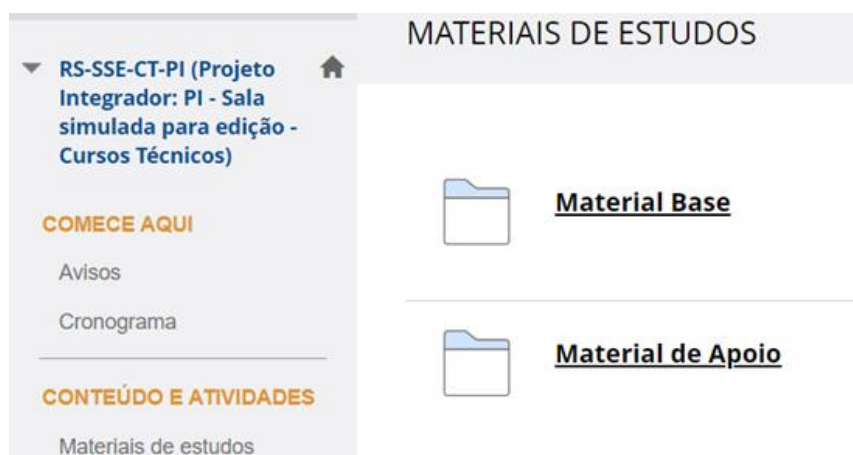 RS-SSE-CT-PI (Projeto
Integrador: PI - Sala
simulada para edição -
Cursos Técnicos)
COMECE AQUI
Avisos
Cronograma
CONTEÚDO E ATIVIDADES
Materiais de estudos
MATERIAIS DE ESTUDOS
Material Base
Material de Apoio